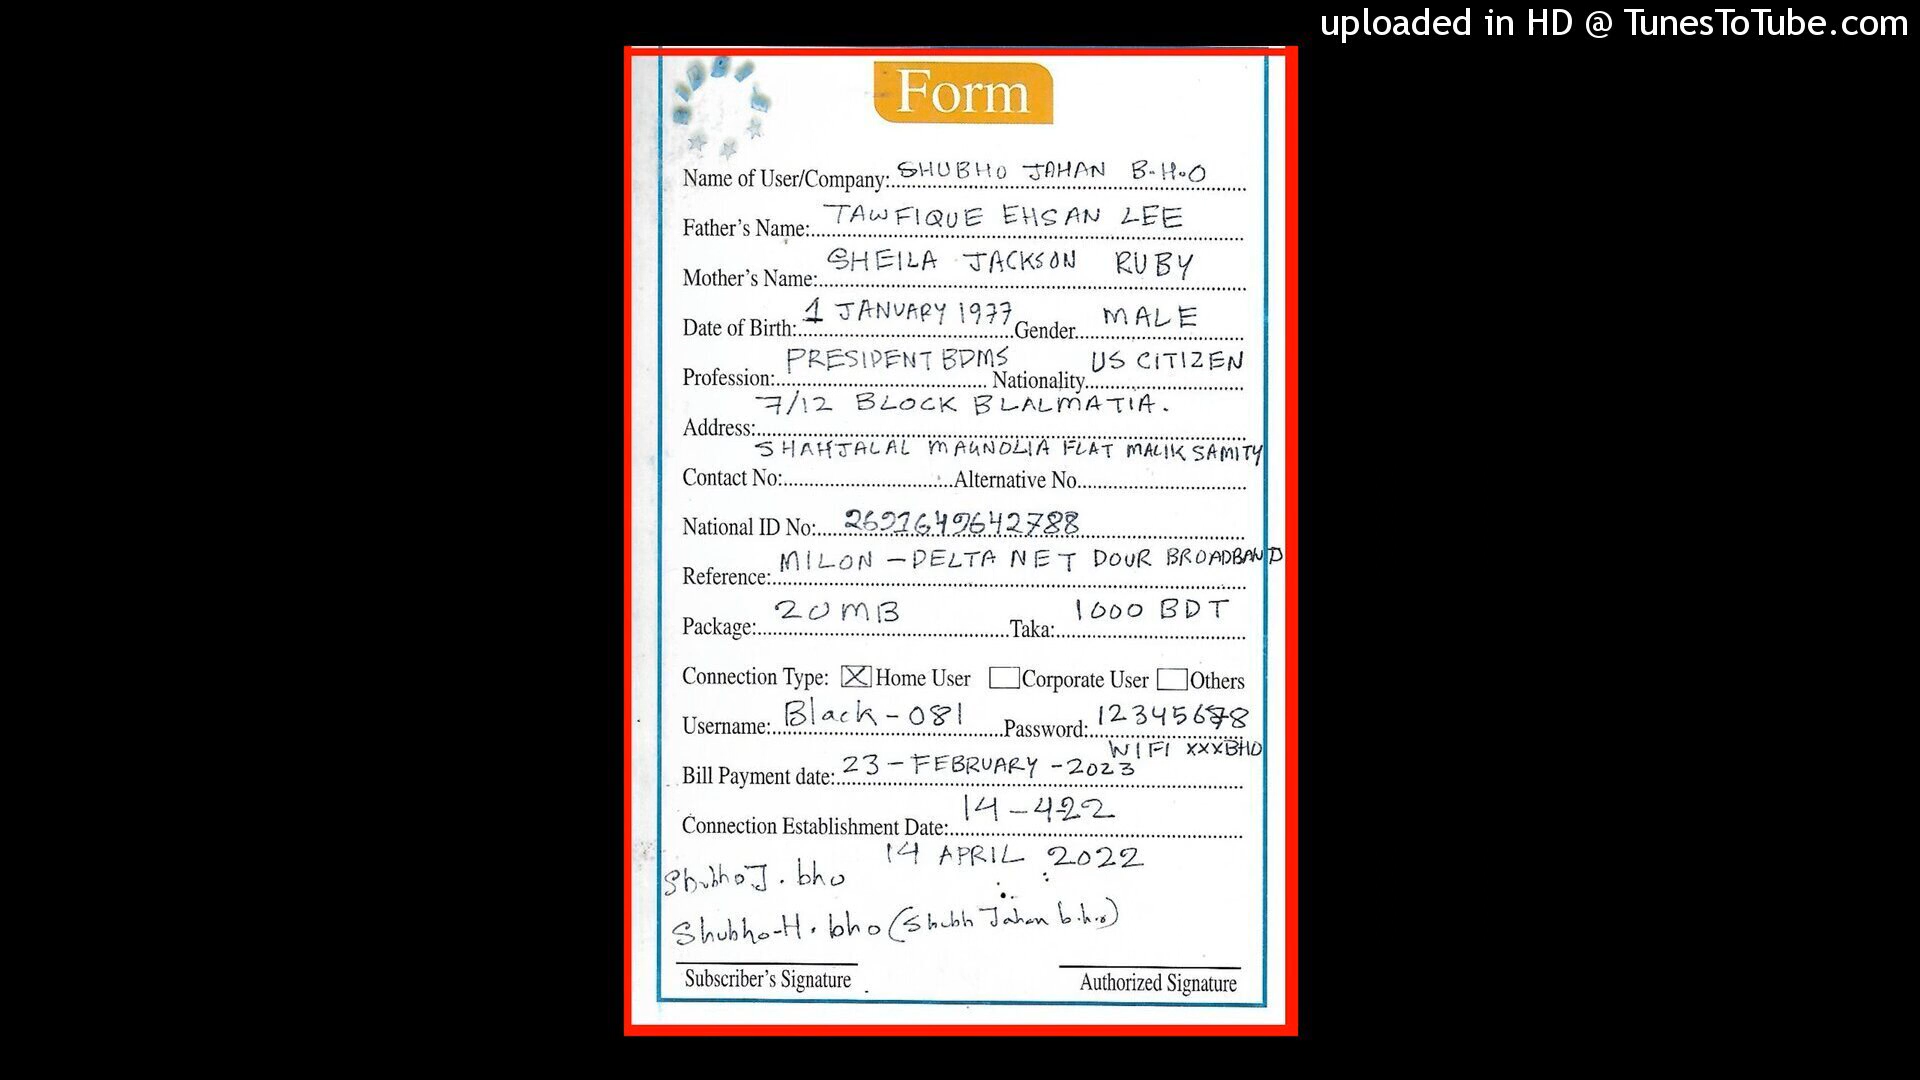 uploaded in HD @ TunesToTube.com
Form
Name of User/Company: SHUBHO JAHAN B.H.O
Father's Name: TAWFIQUE EHSAN LEE
Mother's Name: SHEILA JACKSON RUBY
Date of Birth: 1 JANUARY 1977 Gender MALE
Profession: PRESIDENT BDMS Nationality US CITIZEN
Address: 7/12 BLOCK BLALMATIA.
SHAHJALAL MAGNOLIA FLAT MALIK SAMITY
Contact No: Alternative No
National ID No: 2691649642788
Reference: MILON - DELTA NET DOUR BROADBAND
Package: 20 MB Taka: 1000 BDT
Connection Type: Home User Corporate User Others
Username: Black-081 Password: 12345678
WIFI XXXBHO
Bill Payment date: 23-FEBRUARY-2023
Connection Establishment Date: 14-422
14 APRIL 2022
Shubho J. bho
Shubho-H. bho (Shubh Jahan b.h.o)
Subscriber's Signature Authorized Signature